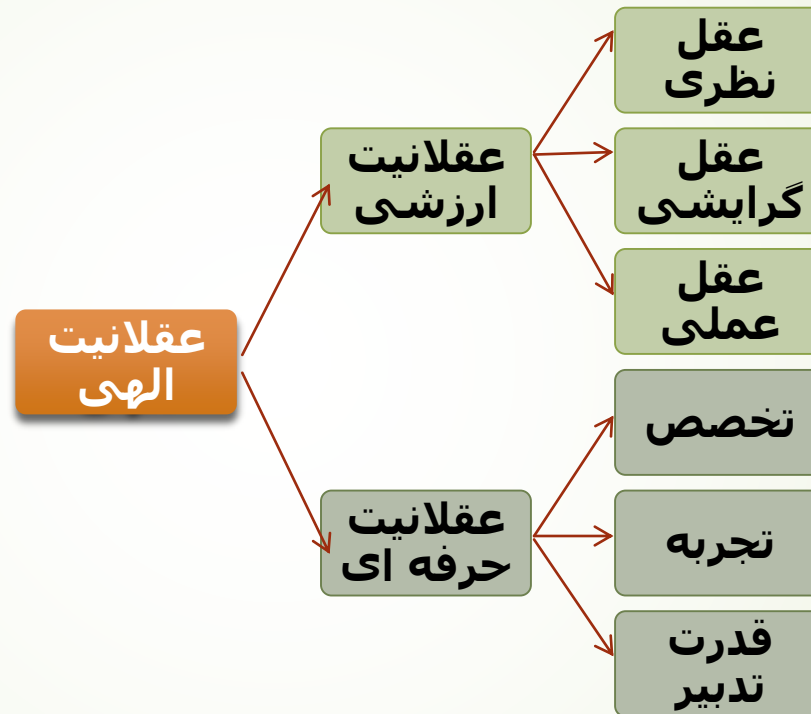 عقلانیت
الهی
عقلانیت
ارزشی
عقل
نظری
عقل
گرایشی
عقل
عملی
عقلانیت
حرفه ای
تخصص
تجربه
قدرت
تدبیر